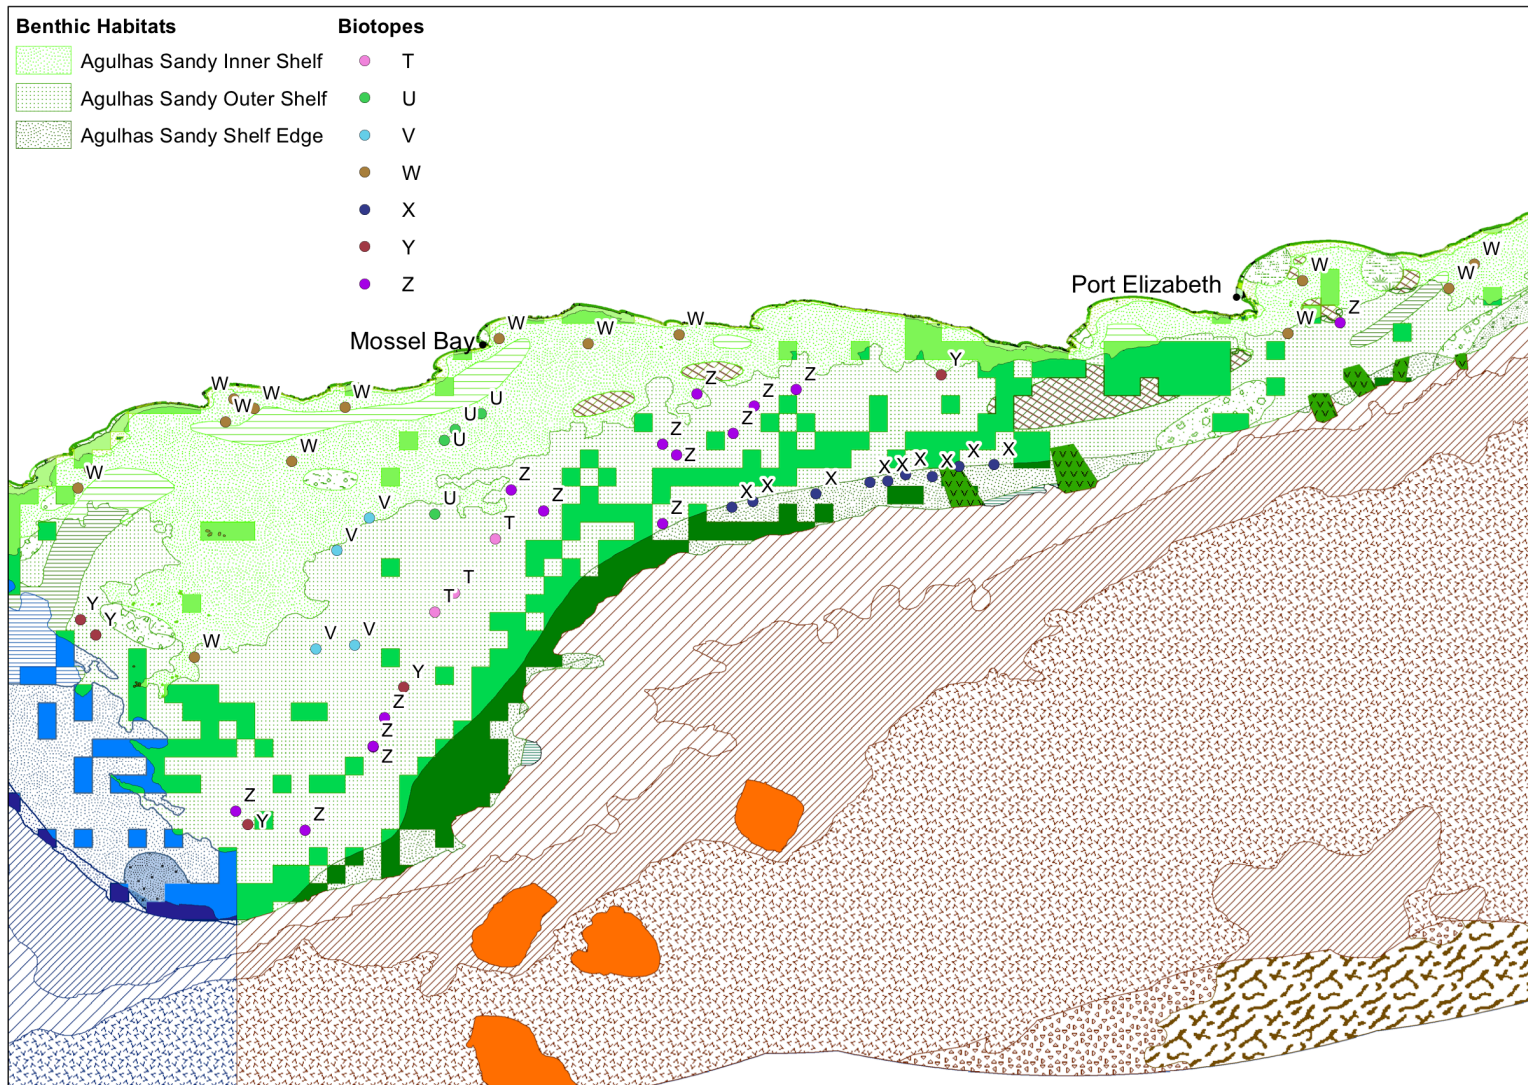 Benthic Habitats
Agulhas Sandy Inner Shelf
Agulhas Sandy Outer Shelf
Agulhas Sandy Shelf Edge
Biotopes
T
U
V
W
X
Y
Z
W
W
Port Elizabeth
W
Z
W
W
W
W
Mossel Bay
Y
Z
Z
Z
W
W
W
W
U
U
U
Z
Z
Z
W
W
X
X
X
X
X
X
X
X
X
Z
Z
Z
U
V
V
T
T
T
Y
Y
W
V
V
Y
Z
Z
Z
Z
Y
Z